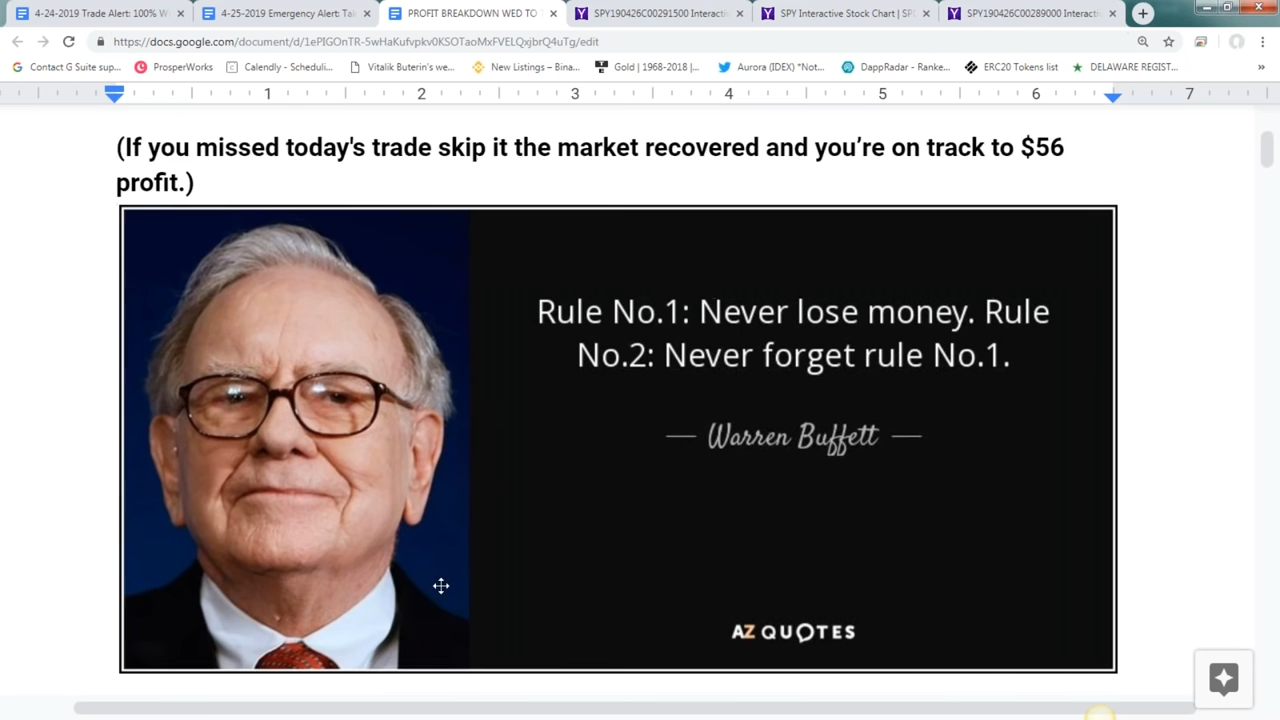 4-24-2019 Trade Alert: 100% W
4-25-2019 Emergency Alert: Tak
PROFIT BREAKDOWN WED TO
SPY190426C00291500 Interacti
SPY Interactive Stock Chart | SPI
SPY190426C00289000 Interact
https://docs.google.com/document/d/1ePIGOnTR-5wHaKufvpkv0KSOTaoMxFVELQxjbrQ4uTg/edit
Contact G Suite sup...
ProsperWorks
Calendly - Scheduli...
Vitalik Buterin's we...
New Listings – Bina...
Gold | 1968-2018 |...
Aurora (IDEX) *Not...
DappRadar - Ranke...
ERC20 Tokens list
DELAWARE REGIST...
1 2 3 4 5 6 7
(If you missed today's trade skip it the market recovered and you're on track to $56
profit.)
Rule No.1: Never lose money. Rule
No.2: Never forget rule No.1.
Warren Buffett
AZ QUOTES